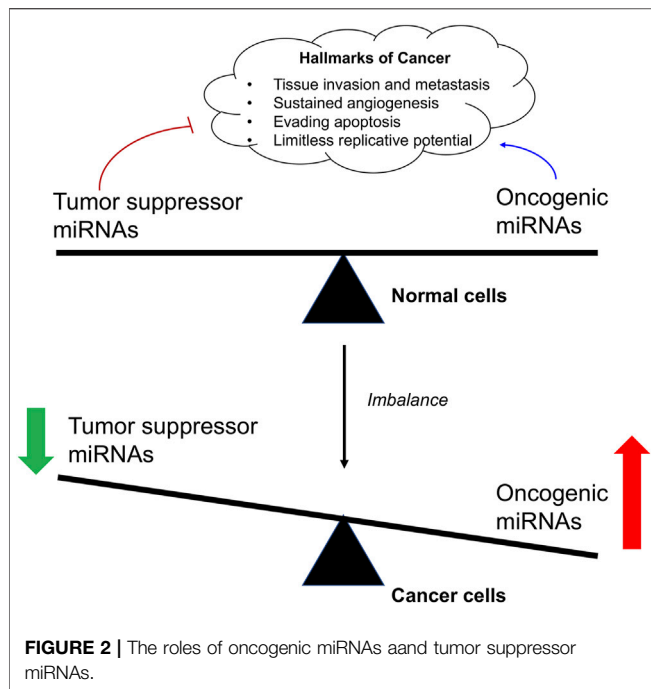 Hallmarks of Cancer
• Tissue invasion and metastasis
• Sustained angiogenesis
• Evading apoptosis
• Limitless replicative potential
Tumor suppressor
miRNAs
Oncogenic
miRNAs
Normal cells
Imbalance
Tumor suppressor
miRNAs
Oncogenic
miRNAs
Cancer cells
FIGURE 2 | The roles of oncogenic miRNAs aand tumor suppressor
miRNAs.